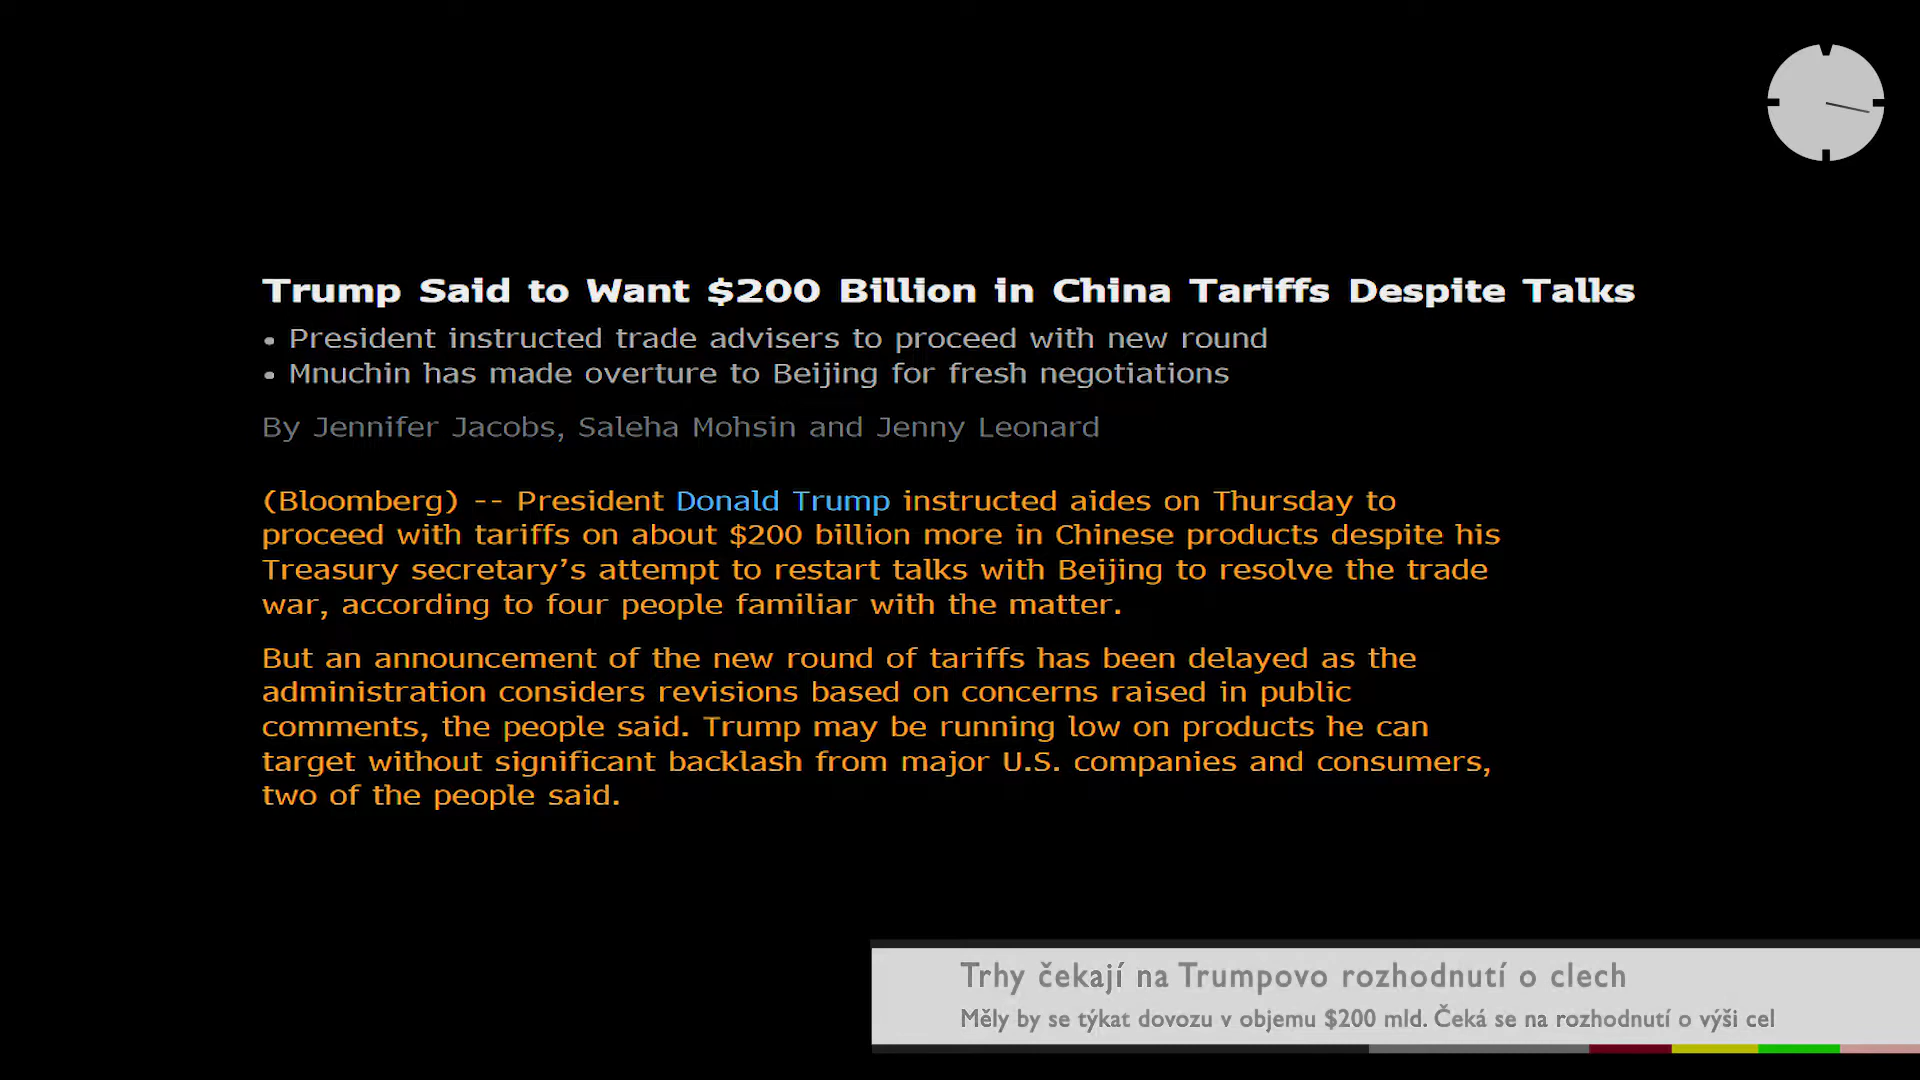 Trump Said to Want $200 Billion in China Tariffs Despite Talks
• President instructed trade advisers to proceed with new round
• Mnuchin has made overture to Beijing for fresh negotiations
By Jennifer Jacobs, Saleha Mohsin and Jenny Leonard
(Bloomberg) -- President Donald Trump instructed aides on Thursday to
proceed with tariffs on about $200 billion more in Chinese products despite his
Treasury secretary’s attempt to restart talks with Beijing to resolve the trade
war, according to four people familiar with the matter.
But an announcement of the new round of tariffs has been delayed as the
administration considers revisions based on concerns raised in public
comments, the people said. Trump may be running low on products he can
target without significant backlash from major U.S. companies and consumers,
two of the people said.
Trhy čekají na Trumpovo rozhodnutí o clech
Měly by se týkat dovozu v objemu $200 mld. Čeká se na rozhodnutí o výši cel